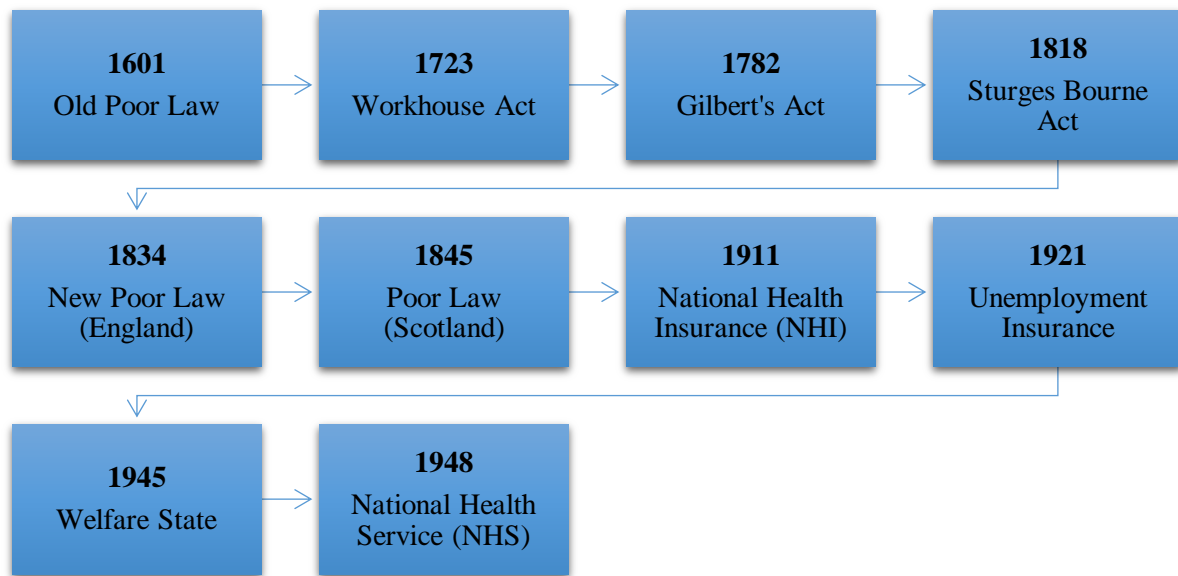 1601
Old Poor Law
1723
Workhouse Act
1782
Gilbert's Act
1818
Sturges Bourne
Act
1834
New Poor Law
(England)
1845
Poor Law
(Scotland)
1911
National Health
Insurance (NHI)
1921
Unemployment
Insurance
1945
Welfare State
1948
National Health
Service (NHS)